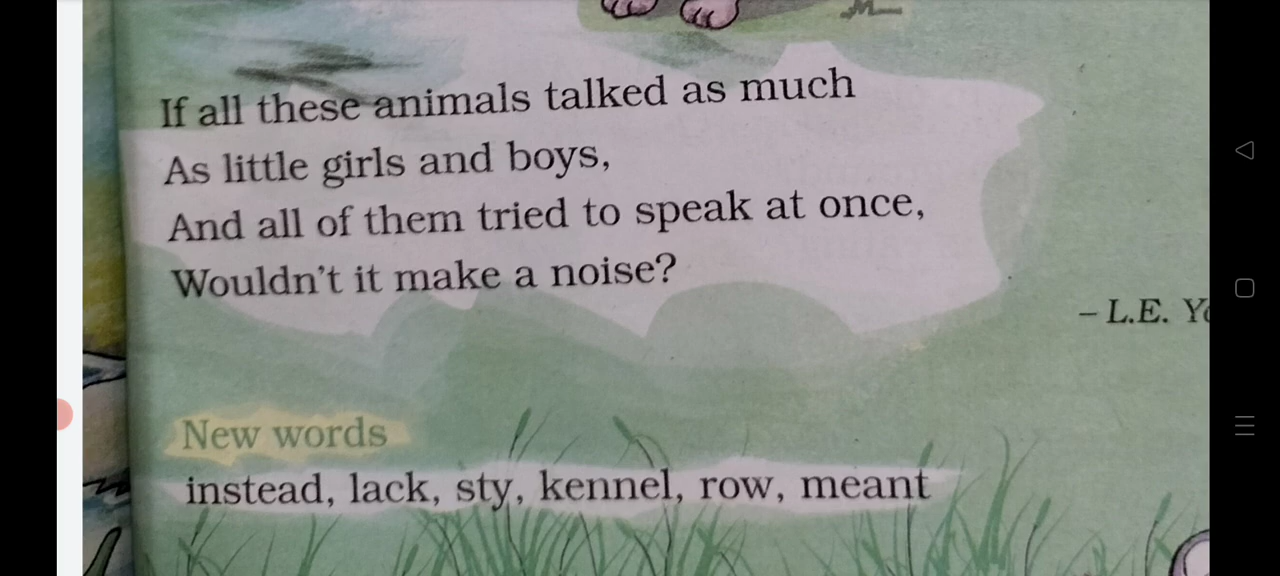 If all these animals talked as much
As little girls and boys,
And all of them tried to speak at once,
Wouldn't it make a noise?
– L.E.
New words
instead, lack, sty, kennel, row, meant